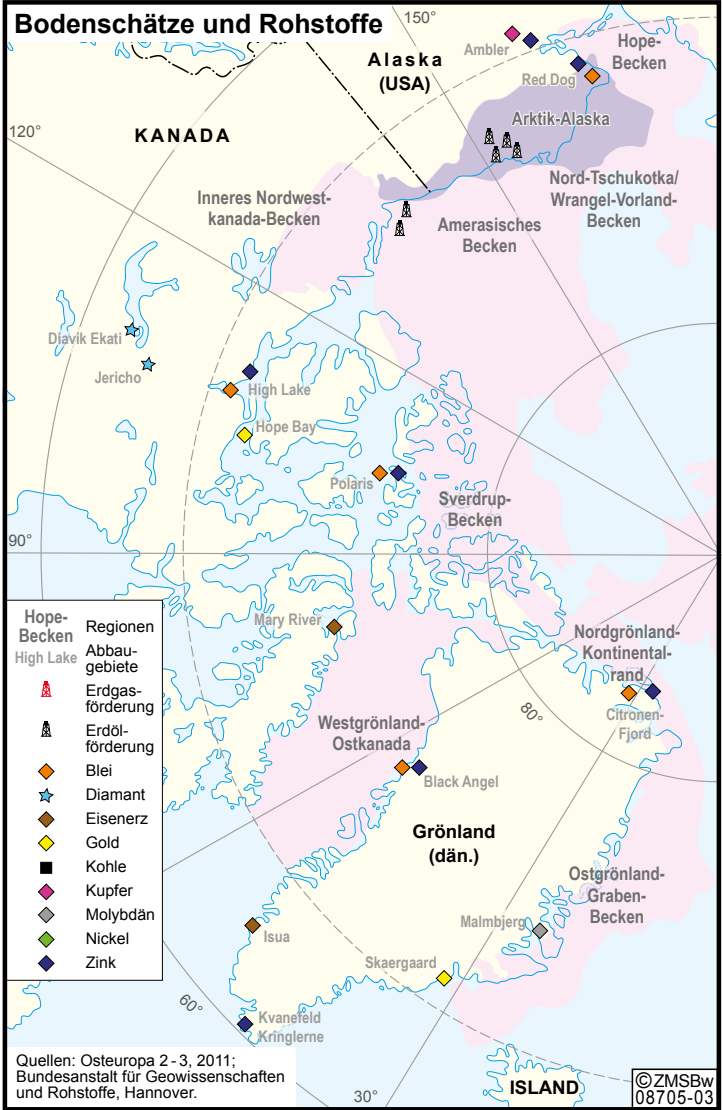 Bodenschätze und Rohstoffe
150°
Ambler
Hope-
Becken
Alaska
(USA)
Red Dog
120°
KANADA
Arktik-Alaska
Inneres Nordwest-
kanada-Becken
Nord-Tschukotka/
Wrangel-Vorland-
Becken
Amerasisches
Becken
Diavik Ekati
Jericho
High Lake
Hope Bay
Polaris
Sverdrup-
Becken
90°
Mary River
Nordgrönland-
Kontinental-
rand
80°
Citronen-
Fjord
Westgrönland-
Ostkanada
Black Angel
Grönland
(dän.)
Ostgrönland-
Graben-
Becken
Malmbjerg
Isua
Skaergaard
60°
Kvanefeld
Kringlerne
30°
ISLAND
Hope-
Becken
Regionen
High Lake
Abbau-
gebiete
Erdgas-
förderung
Erdöl-
förderung
Blei
Diamant
Eisenerz
Gold
Kohle
Kupfer
Molybdän
Nickel
Zink
Quellen: Osteuropa 2-3, 2011;
Bundesanstalt für Geowissenschaften
und Rohstoffe, Hannover.
©ZMSBw
08705-03